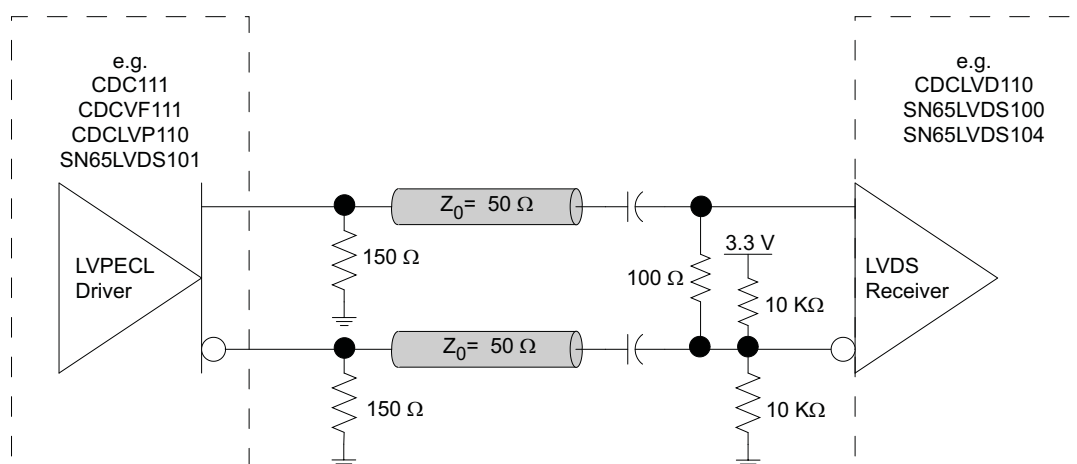 e.g.
CDC111
CDCVF111
CDCLVP110
SN65LVDS101
e.g.
CDCLVD110
SN65LVDS100
SN65LVDS104
Z0= 50 Ω
150 Ω
3.3 V
100 Ω
10 KΩ
LVPECL
Driver
LVDS
Receiver
Z0= 50 Ω
150 Ω
10 KΩ